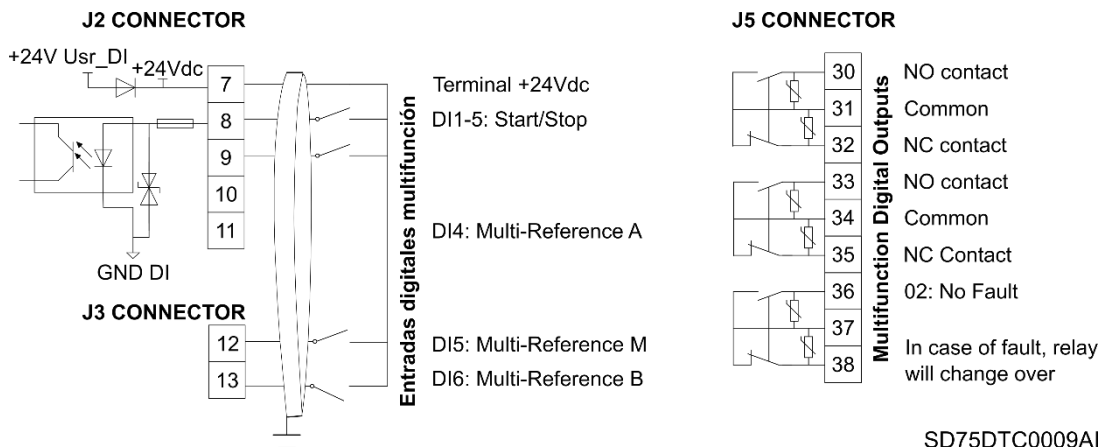 J2 CONNECTOR
+24V Usr_DI
+24Vdc
7
8
9
10
11
GND DI
J3 CONNECTOR
12
13
Entradas digitales multifunción
Terminal +24Vdc
DI1-5: Start/Stop
DI4: Multi-Reference A
DI5: Multi-Reference M
DI6: Multi-Reference B
J5 CONNECTOR
30
31
32
33
34
35
36
37
38
Multifunction Digital Outputs
NO contact
Common
NC contact
NO contact
Common
NC Contact
02: No Fault
In case of fault, relay
will change over
SD75DTC0009AI